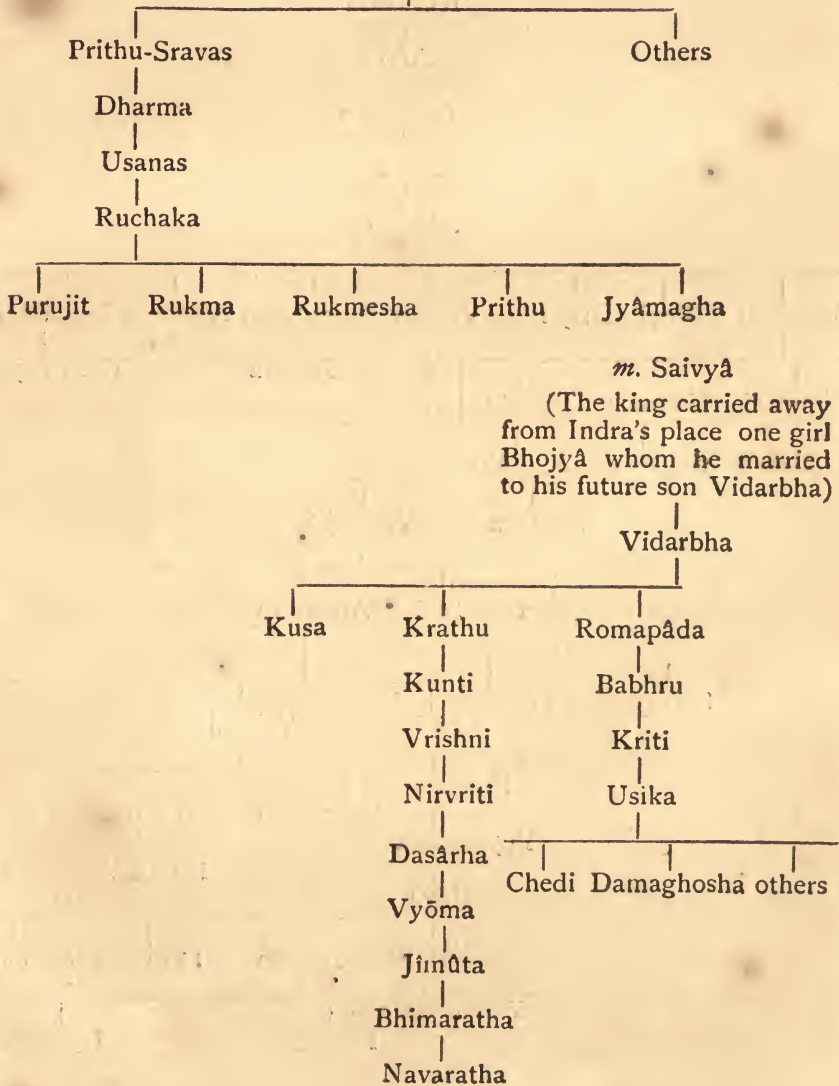 Prithu-Sravas Others
Dharma
Usanas
Ruchaka
Purujit Rukma Rukmesha Prithu Jyâmagha
m. Saivyâ
(The king carried away
from Indra's place one girl
Bhojyâ whom he married
to his future son Vidarbha)
Vidarbha
Kusa Krathu Romapâda
Kunti Babhru
Vrishni Kriti
Nirvriti Usika
Dasârha
Chedi Damaghosha others
Vyōma
Jîmûta
Bhimaratha
Navaratha